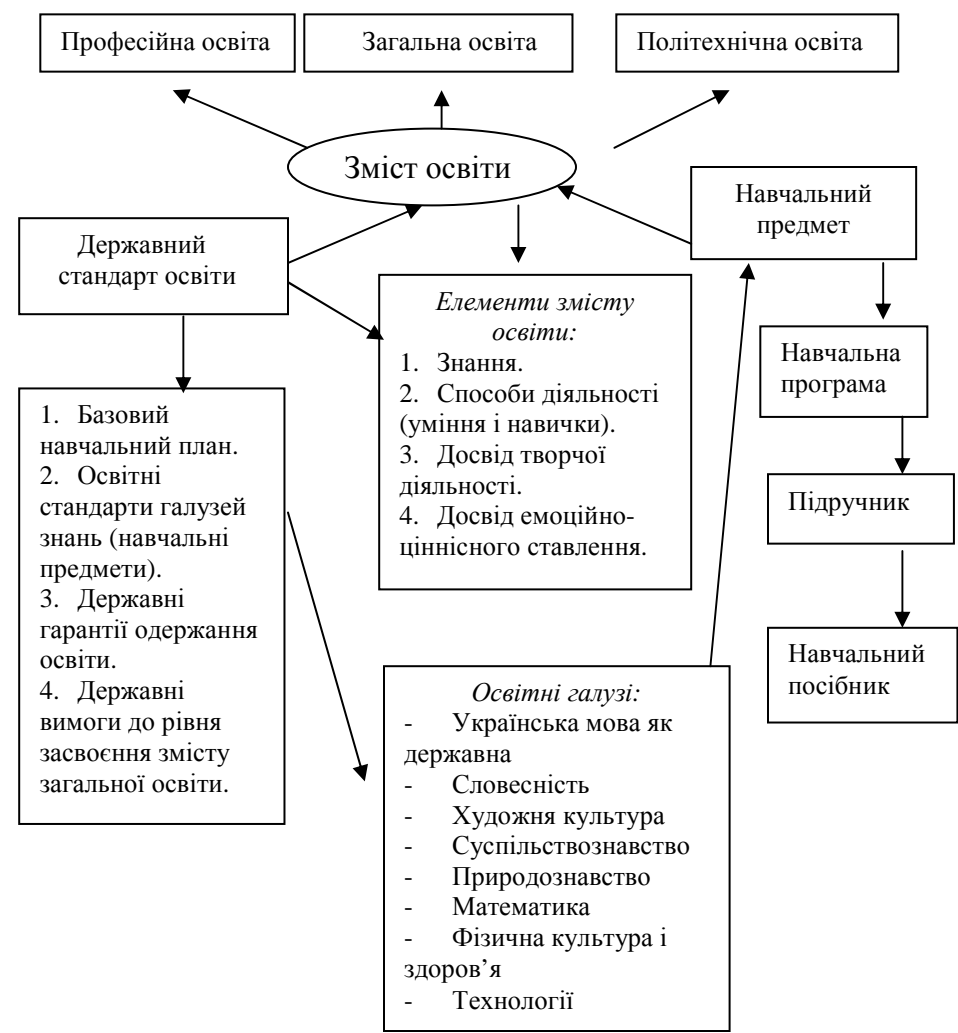 Професійна освіта
Загальна освіта
Політехнічна освіта
Зміст освіти
Державний
стандарт освіти
Навчальний
предмет
Елементи змісту
освіти:
1. Знання.
2. Способи діяльності
(уміння і навички).
3. Досвід творчої
діяльності.
4. Досвід емоційно-
ціннісного ставлення.
Навчальна
програма
Підручник
Навчальний
посібник
1. Базовий
навчальний план.
2. Освітні
стандарти галузей
знань (навчальні
предмети).
3. Державні
гарантії одержання
освіти.
4. Державні
вимоги до рівня
засвоєння змісту
загальної освіти.
Освітні галузі:
- Українська мова як
державна
- Словесність
- Художня культура
- Суспільствознавство
- Природознавство
- Математика
- Фізична культура і
здоров’я
- Технології